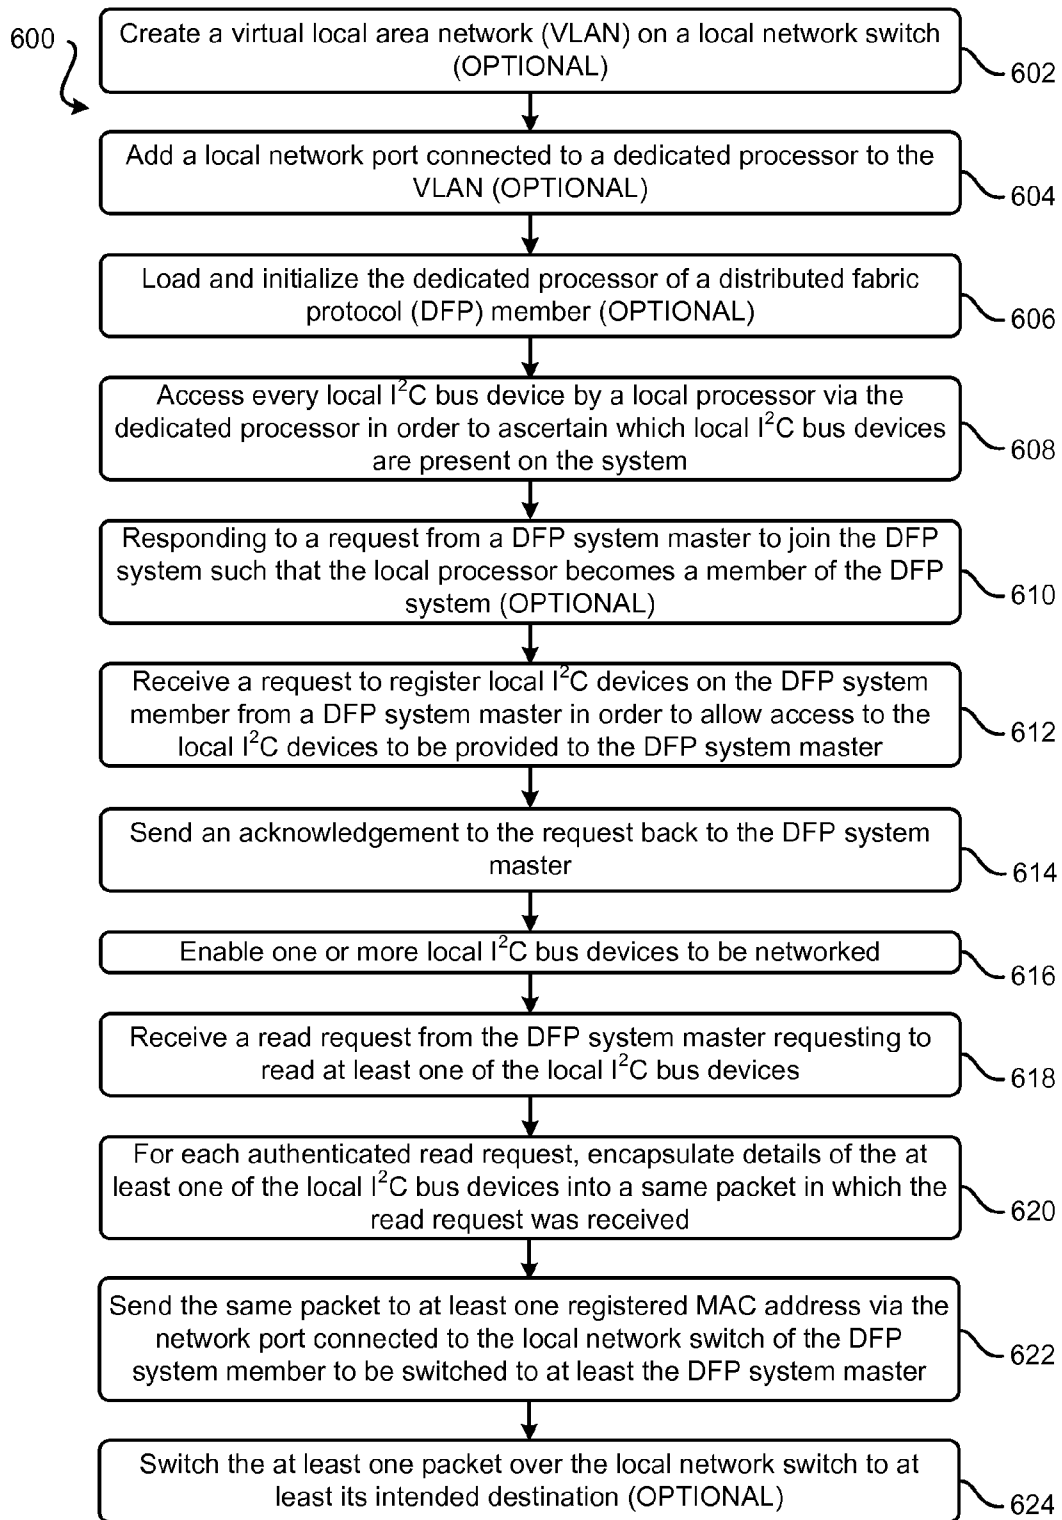 600
Create a virtual local area network (VLAN) on a local network switch
(OPTIONAL)
602
Add a local network port connected to a dedicated processor to the
VLAN (OPTIONAL)
604
Load and initialize the dedicated processor of a distributed fabric
protocol (DFP) member (OPTIONAL)
606
Access every local I²C bus device by a local processor via the
dedicated processor in order to ascertain which local I²C bus devices
are present on the system
608
Responding to a request from a DFP system master to join the DFP
system such that the local processor becomes a member of the DFP
system (OPTIONAL)
610
Receive a request to register local I²C devices on the DFP system
member from a DFP system master in order to allow access to the
local I²C devices to be provided to the DFP system master
612
Send an acknowledgement to the request back to the DFP system
master
614
Enable one or more local I²C bus devices to be networked
616
Receive a read request from the DFP system master requesting to
read at least one of the local I²C bus devices
618
For each authenticated read request, encapsulate details of the at
least one of the local I²C bus devices into a same packet in which the
read request was received
620
Send the same packet to at least one registered MAC address via the
network port connected to the local network switch of the DFP
system member to be switched to at least the DFP system master
622
Switch the at least one packet over the local network switch to at
least its intended destination (OPTIONAL)
624